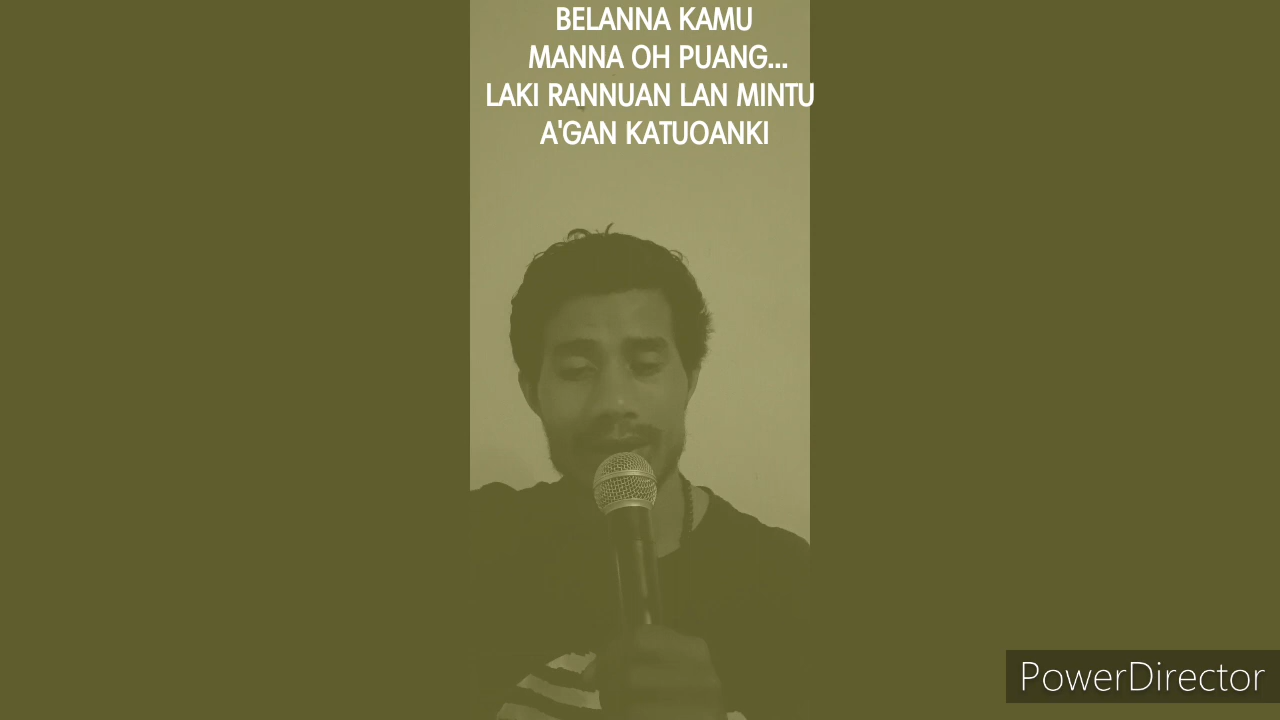 BELANNA KAMU
MANNA OH PUANG...
LAKI RANNUAN LAN MINTU
A'GAN KATUOANKI
PowerDirector